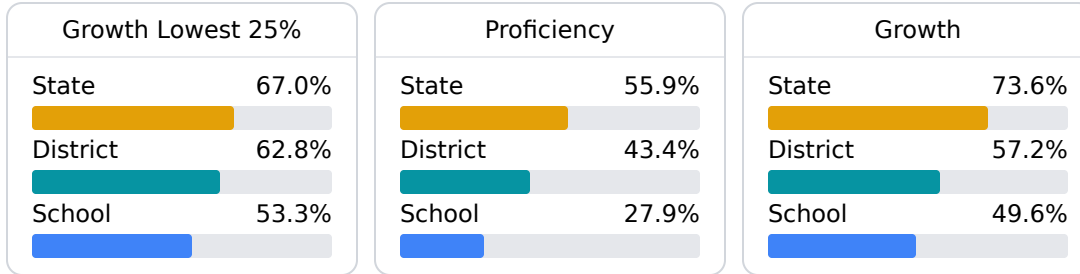 Growth Lowest 25%
State 67.0%
District 62.8%
School 53.3%
Proficiency
State 55.9%
District 43.4%
School 27.9%
Growth
State 73.6%
District 57.2%
School 49.6%